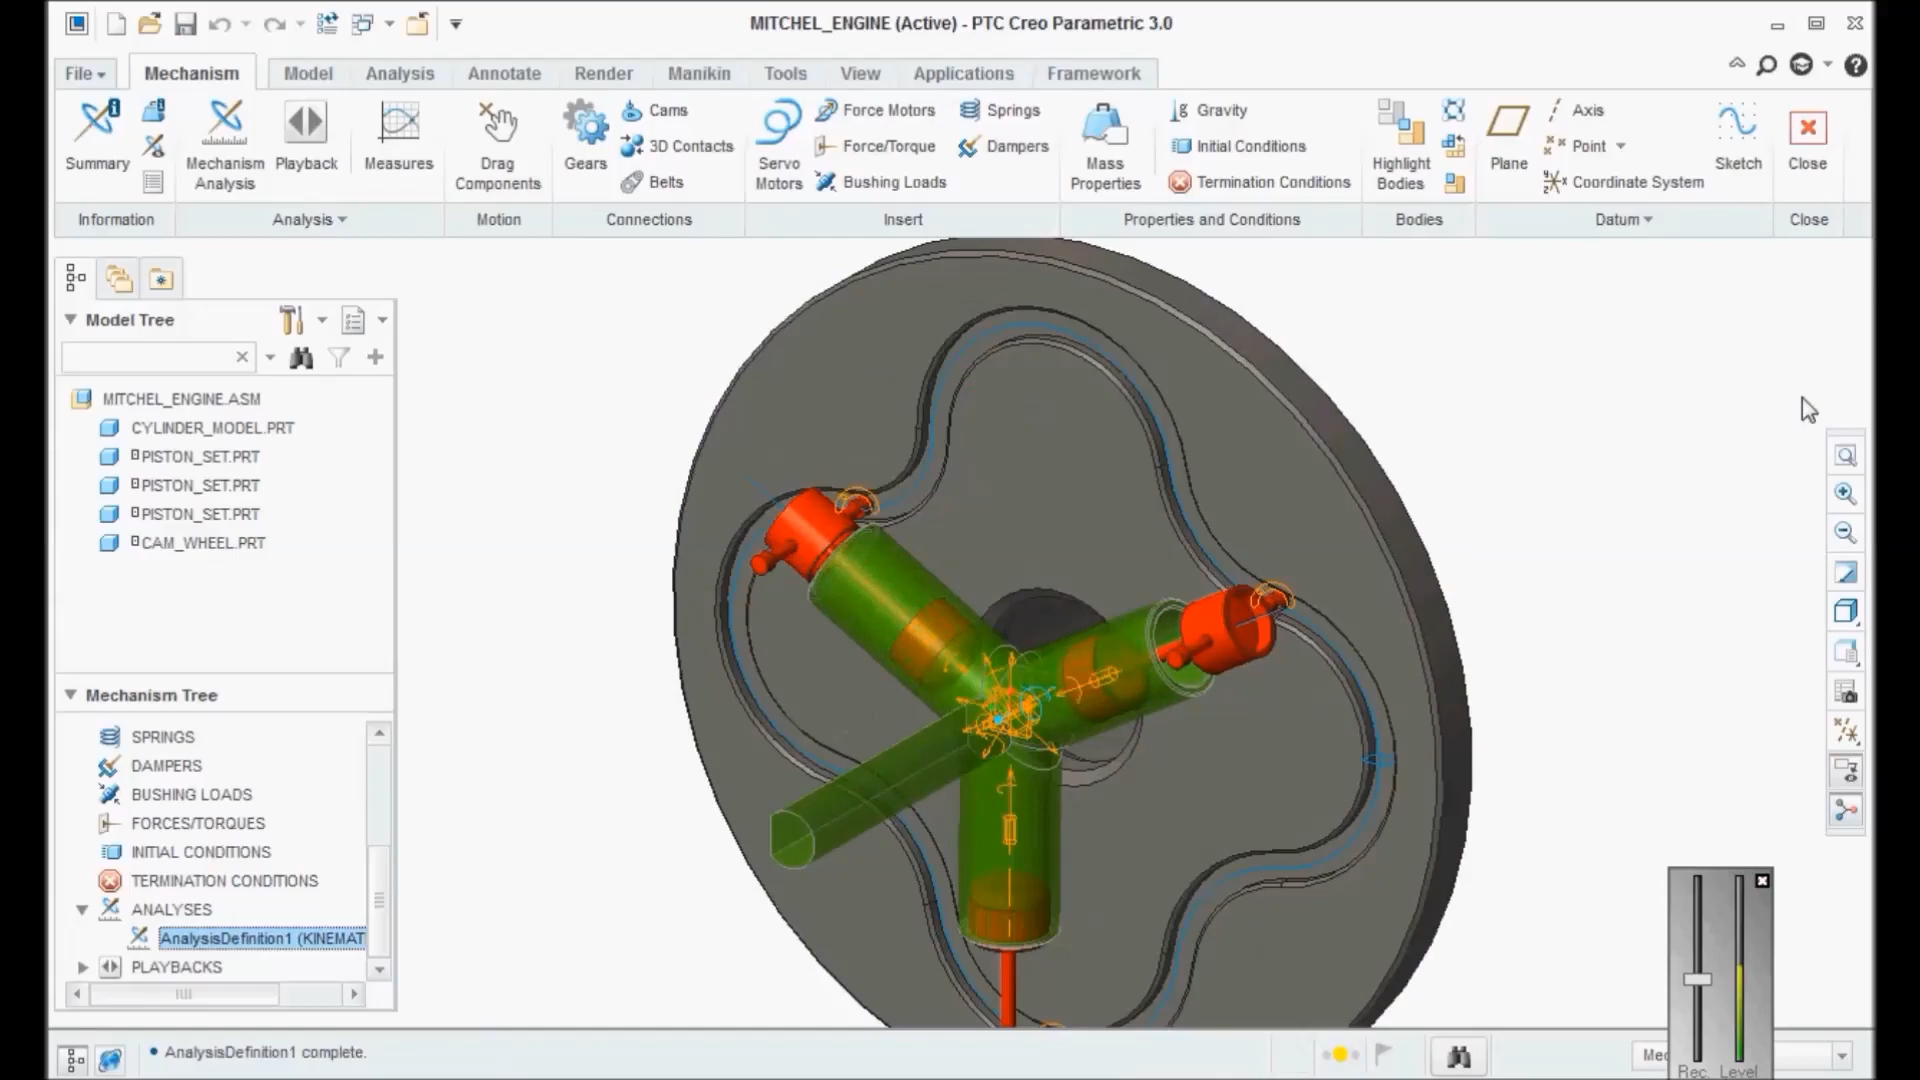 MITCHEL_ENGINE (Active) - PTC Creo Parametric 3.0
File Mechanism Model Analysis Annotate Render Manikin Tools View Applications Framework
Summary
Mechanism Analysis
Playback
Measures
Drag Components
Gears
Cams
3D Contacts
Belts
Servo Motors
Force Motors
Force/Torque
Bushing Loads
Springs
Dampers
Mass Properties
Gravity
Initial Conditions
Termination Conditions
Highlight Bodies
Plane
Axis
Point
Coordinate System
Sketch
Close
Information Analysis Motion Connections Insert Properties and Conditions Bodies Datum Close
Model Tree
MITCHEL_ENGINE.ASM
CYLINDER_MODEL.PRT
PISTON_SET.PRT
PISTON_SET.PRT
PISTON_SET.PRT
CAM_WHEEL.PRT
Mechanism Tree
SPRINGS
DAMPERS
BUSHING LOADS
FORCES/TORQUES
INITIAL CONDITIONS
TERMINATION CONDITIONS
ANALYSES
AnalysisDefinition1 (KINEMAT
PLAYBACKS
AnalysisDefinition1 complete.
Rec. Level